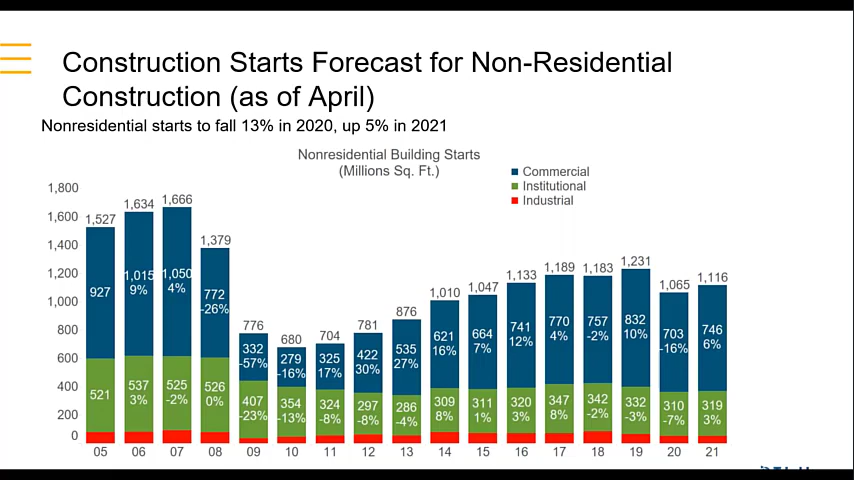 Construction Starts Forecast for Non-Residential
Construction (as of April)
Nonresidential starts to fall 13% in 2020, up 5% in 2021
Nonresidential Building Starts
(Millions Sq. Ft.)
Commercial
Institutional
Industrial
1,800
1,600
1,400
1,200
1,000
800
600
400
200
0
1,527 1,634 1,666 1,379 776 680 704 781 876 1,010 1,047 1,133 1,189 1,183 1,231 1,065 1,116
927 1,015 1,050 772 332 279 325 422 535 621 664 741 770 757 832 703 746
9% 4% -26% -57% -16% 17% 30% 27% 16% 7% 12% 4% -2% 10% -16% 6%
521 537 525 526 407 354 324 297 286 309 311 320 347 342 332 310 319
3% -2% 0% -23% -13% -8% -8% -4% 8% 1% 3% 8% -2% -3% -7% 3%
05 06 07 08 09 10 11 12 13 14 15 16 17 18 19 20 21